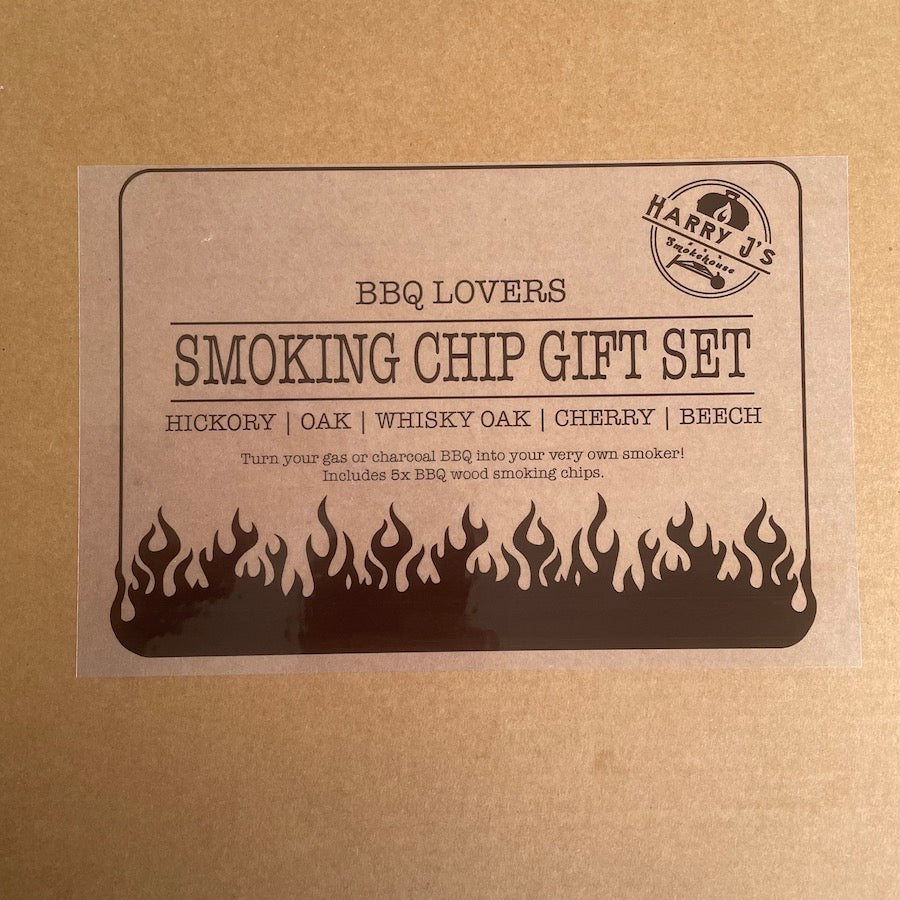 HARRY J'S
Smokehouse
BBQ LOVERS
SMOKING CHIP GIFT SET
HICKORY | OAK | WHISKY OAK | CHERRY | BEECH
Turn your gas or charcoal BBQ into your very own smoker!
Includes 5x BBQ wood smoking chips.